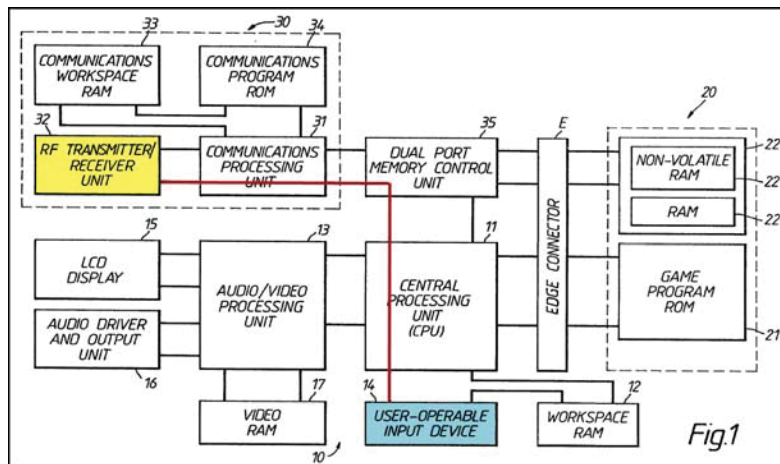 33
30
34
COMMUNICATIONS
WORKSPACE
RAM
COMMUNICATIONS
PROGRAM
ROM
32
31
35
E
20
RF TRANSMITTER/
RECEIVER
UNIT
COMMUNICATIONS
PROCESSING
UNIT
DUAL PORT
MEMORY CONTROL
UNIT
EDGE CONNECTOR
22
NON-VOLATILE
RAM
22
RAM
22
15
13
11
LCD
DISPLAY
AUDIO/VIDEO
PROCESSING
UNIT
CENTRAL
PROCESSING
UNIT
(CPU)
GAME
PROGRAM
ROM
21
AUDIO DRIVER
AND OUTPUT
UNIT
16
17
14
12
VIDEO
RAM
USER-OPERABLE
INPUT DEVICE
WORKSPACE
RAM
10
Fig.1